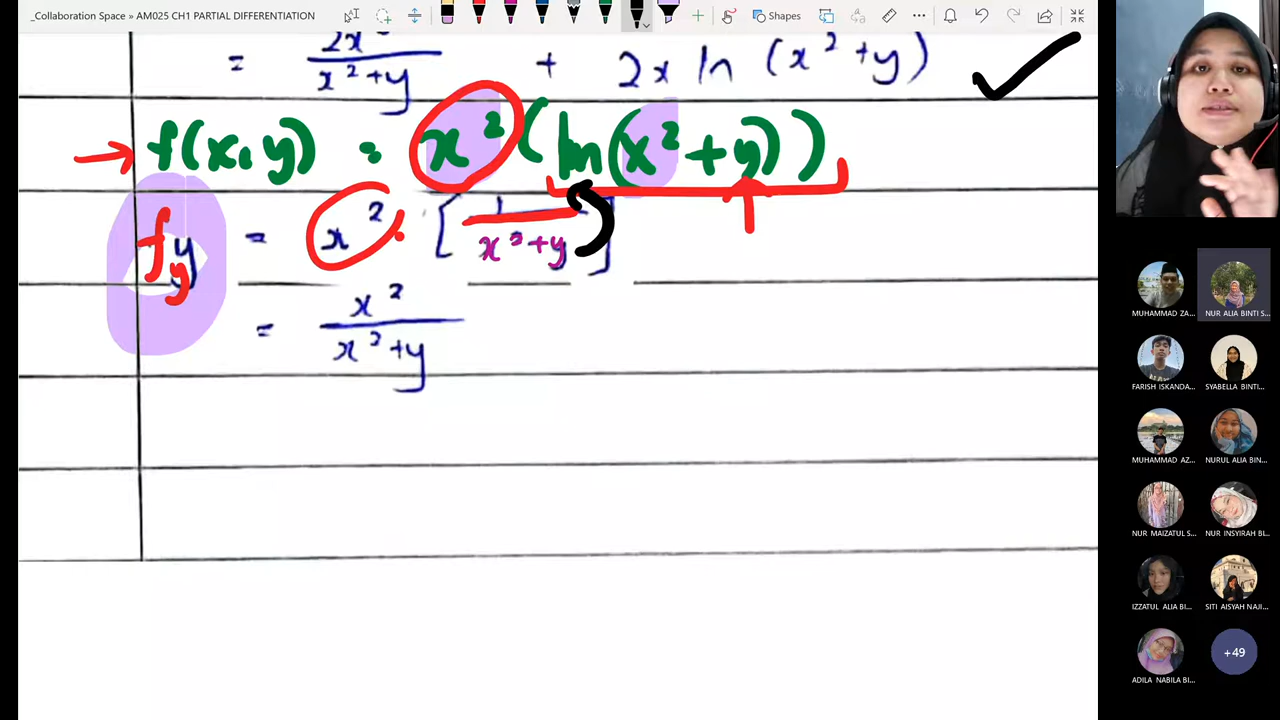 _Collaboration Space » AM025 CH1 PARTIAL DIFFERENTIATION
Shapes
= 2x³/(x²+y) + 2x ln (x²+y)
→ f(x,y) = x² (ln(x²+y))
fy = x² · [1/(x²+y)]
= x²/(x²+y)
MUHAMMAD ZA...
NUR ALIA BINTI S...
FARISH ISKANDA...
SYABELLA BINTI...
MUHAMMAD AZ...
NURUL ALIA BIN...
NUR MAIZATUL S...
NUR INSYIRAH BI...
IZZATUL ALIA BI...
SITI AISYAH NAJI...
ADILA NABILA BI...
+49